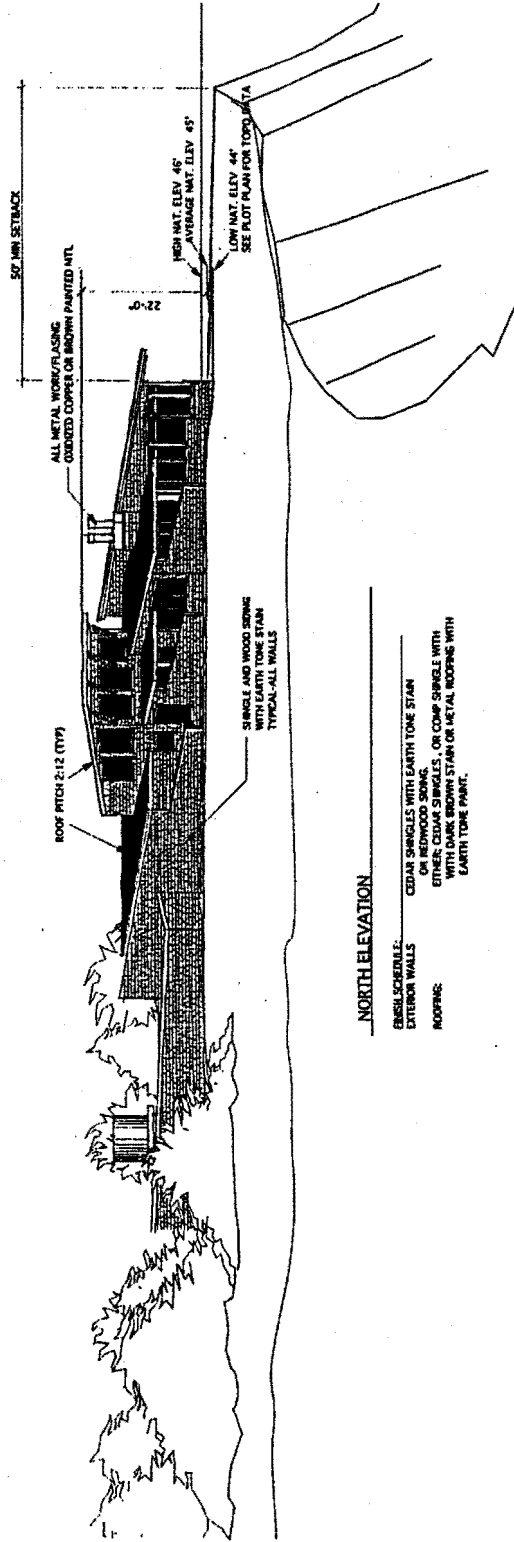 50' MIN SETBACK
ALL METAL WORK/FLASING
OXIDIZED COPPER OR BROWN PAINTED MTL
HIGH NAT. ELEV 46'
AVERAGE NAT. ELEV 45'
22'-0"
LOW NAT. ELEV 44'
SEE PLOT PLAN FOR TOPO DATA
ROOF PITCH 2:12 (TYP)
SHINGLE AND WOOD SIDING
WITH EARTH TONE STAIN
TYPICAL-ALL WALLS
NORTH ELEVATION
FINISH SCHEDULE:
EXTERIOR WALLS CEDAR SHINGLES WITH EARTH TONE STAIN
OR REDWOOD SIDING.
ROOFING: EITHER: CEDAR SHINGLES, OR COMP SHINGLE WITH
WITH DARK BROWN STAIN OR METAL ROOFING WITH
EARTH TONE PAINT.